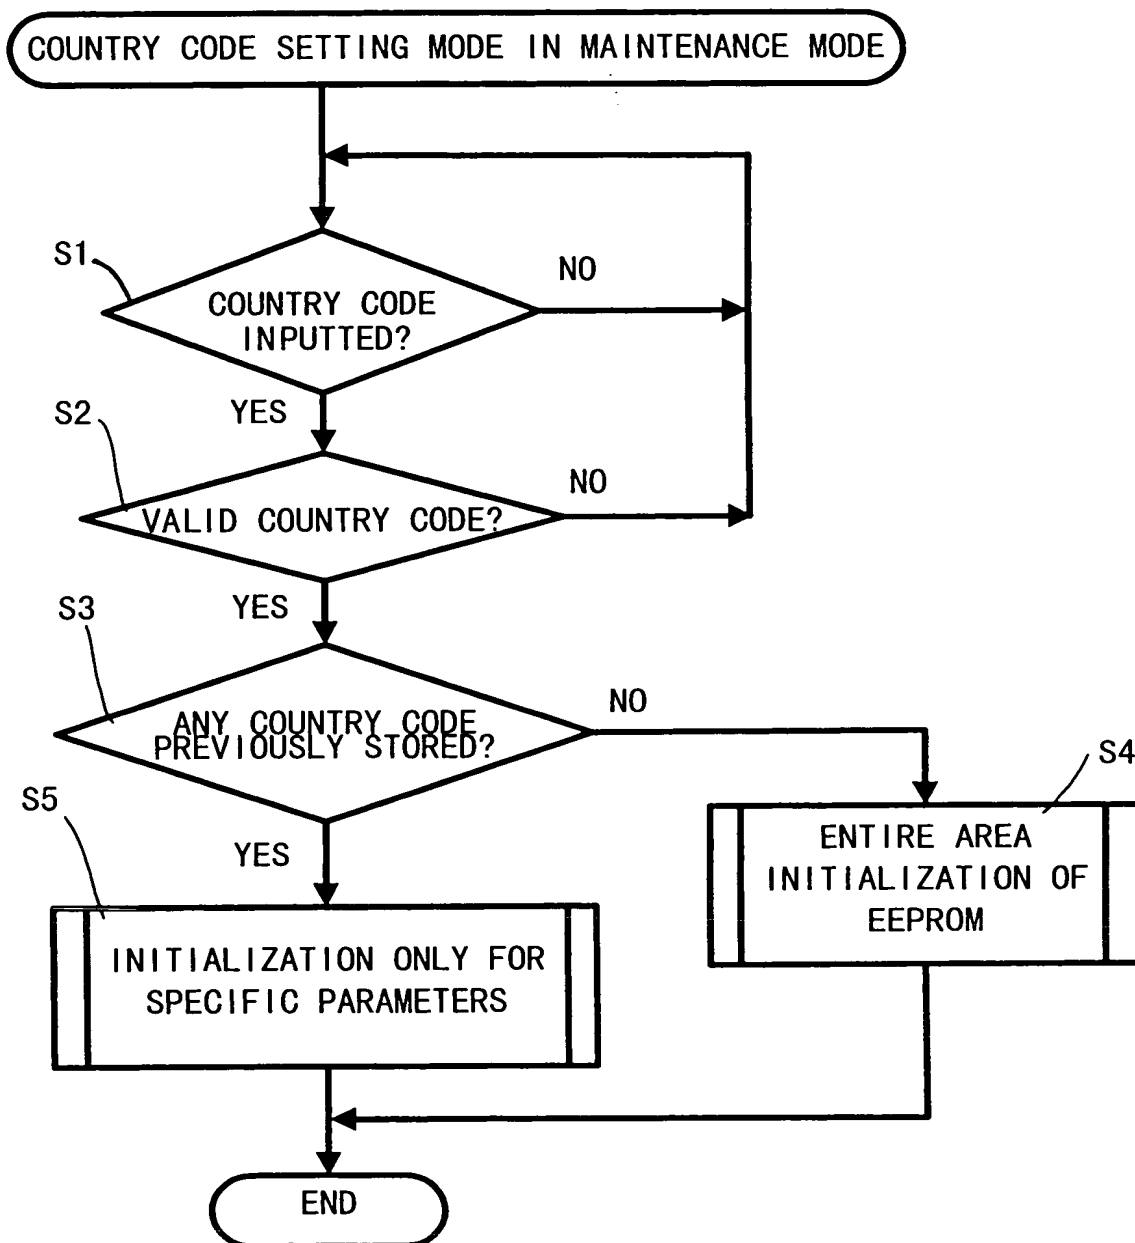 COUNTRY CODE SETTING MODE IN MAINTENANCE MODE
S1
NO
COUNTRY CODE
INPUTTED?
YES
S2
NO
VALID COUNTRY CODE?
YES
S3
NO
ANY COUNTRY CODE
PREVIOUSLY STORED?
S4
S5
YES
ENTIRE AREA
INITIALIZATION OF
EEPROM
INITIALIZATION ONLY FOR
SPECIFIC PARAMETERS
END